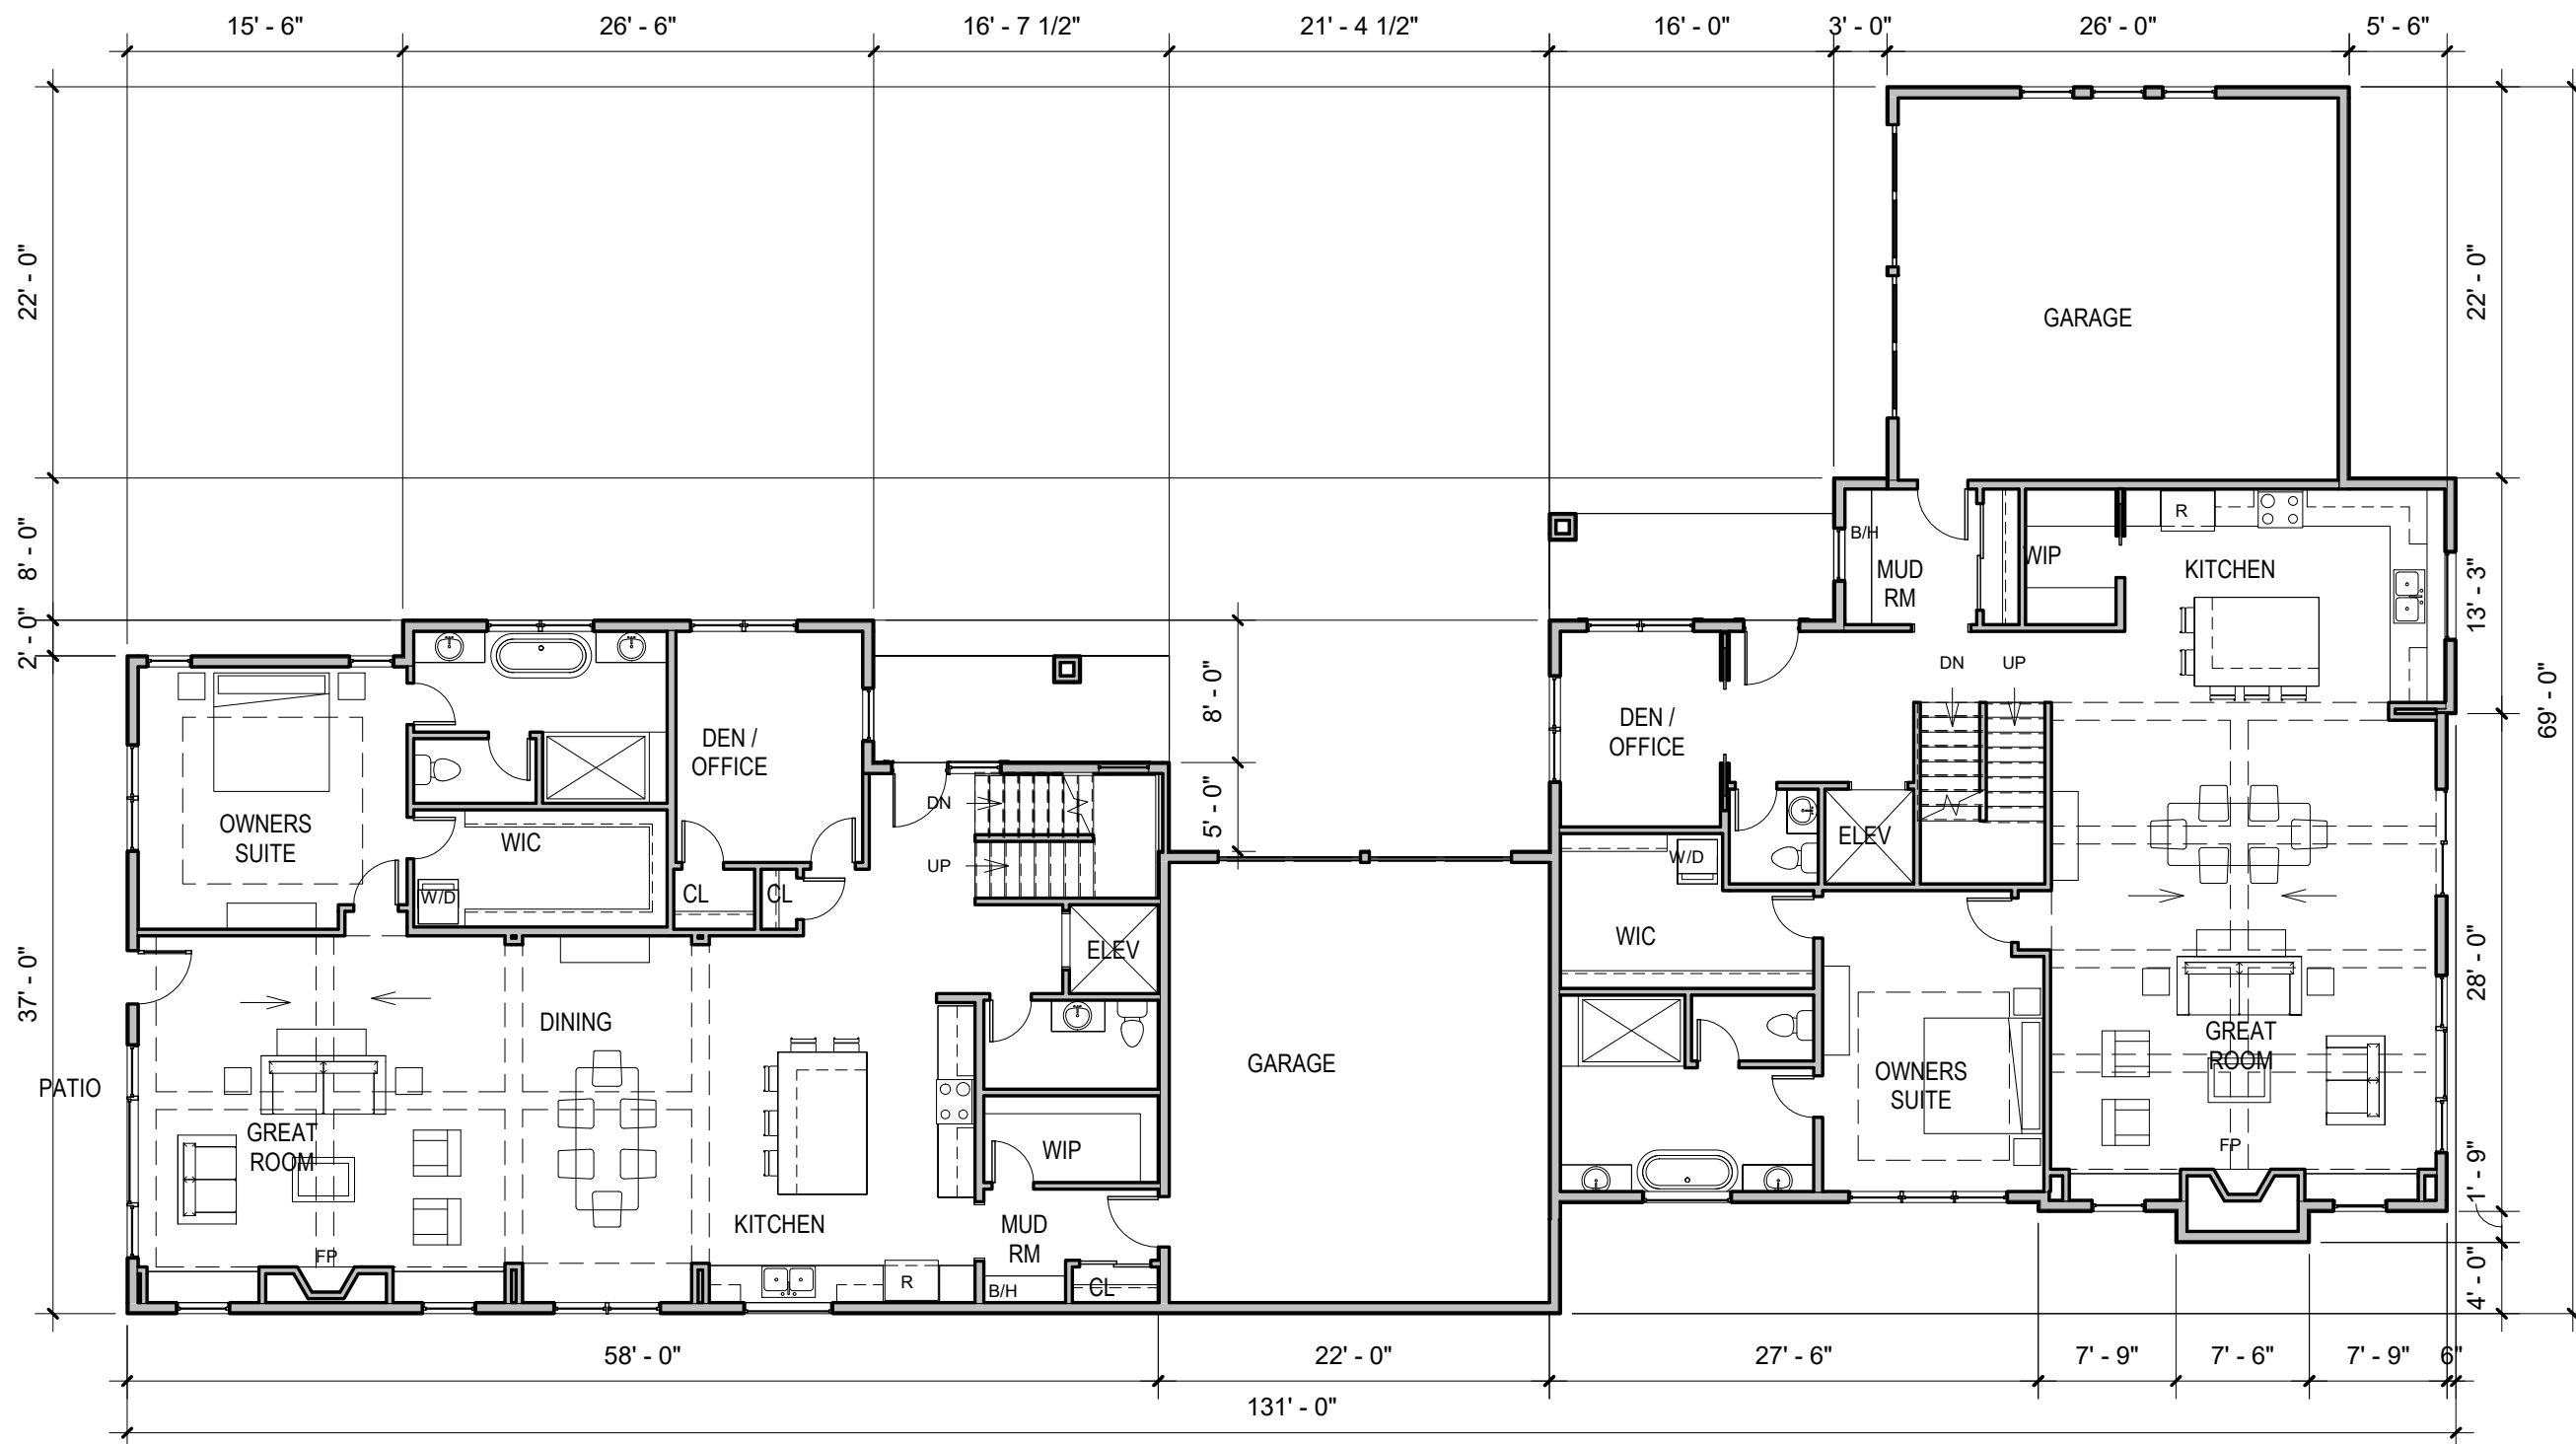 15' - 6"
26' - 6"
16' - 7 1/2"
21' - 4 1/2"
16' - 0"
3' - 0"
26' - 0"
5' - 6"
22' - 0"
22' - 0"
GARAGE
R
B/H
WIP
MUD
RM
KITCHEN
8' - 0"
13' - 3"
2' - 0"
DN
UP
69' - 0"
8' - 0"
DEN /
OFFICE
DEN /
OFFICE
DN
5' - 0"
OWNERS
SUITE
WIC
ELEV
UP
W/D
W/D
CL
CL
WIC
ELEV
37' - 0"
28' - 0"
DINING
GREAT
ROOM
GARAGE
OWNERS
SUITE
PATIO
GREAT
ROOM
WIP
FP
1' - 9"
KITCHEN
MUD
RM
FP
R
B/H
CL
4' - 0"
58' - 0"
22' - 0"
27' - 6"
7' - 9"
7' - 6"
7' - 9"
6"
131' - 0"